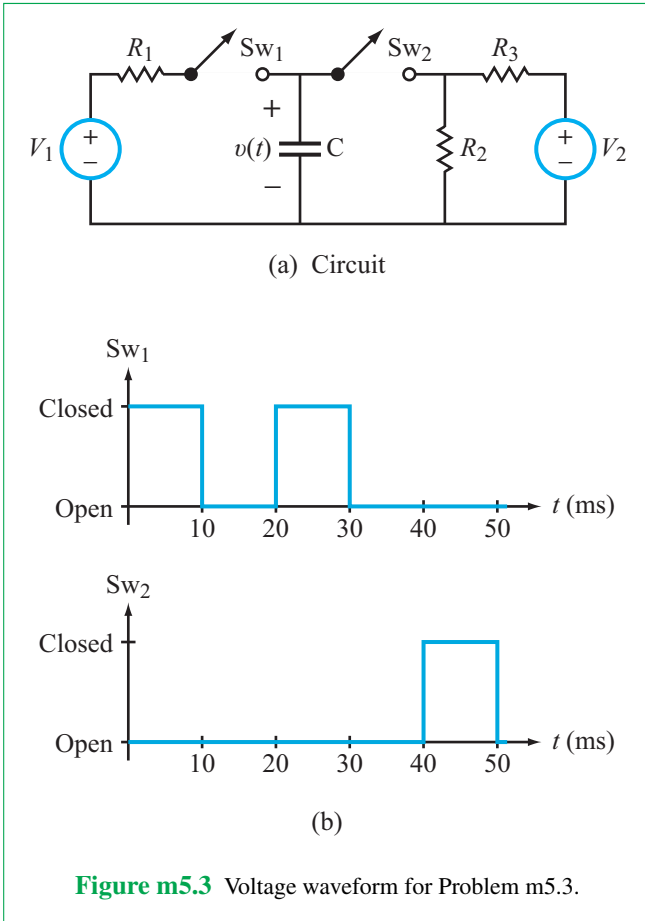 R1 Sw1 Sw2 R3
V1 + − + v(t) − C R2 + − V2
(a) Circuit
Sw1
Closed
Open
10 20 30 40 50 t (ms)
Sw2
Closed
Open
10 20 30 40 50 t (ms)
(b)
Figure m5.3 Voltage waveform for Problem m5.3.